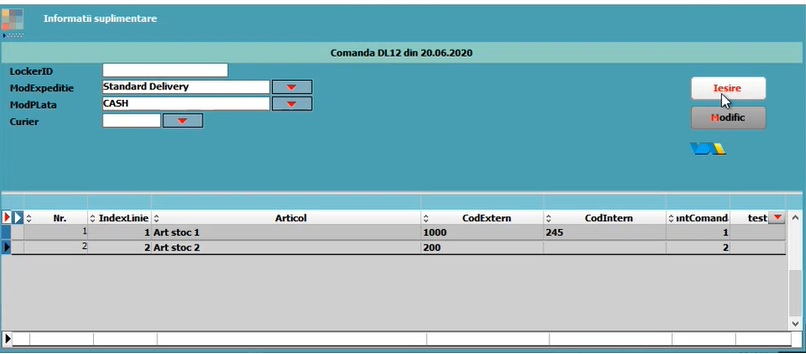 Informatii suplimentare
Comanda DL12 din 20.06.2020
LockerID
ModExpeditie Standard Delivery
ModPLata CASH
Curier
Iesire
Modific
Nr. IndexLinie Articol CodExtern CodIntern ntComand test
1 1 Art stoc 1 1000 245 1
2 2 Art stoc 2 200 2